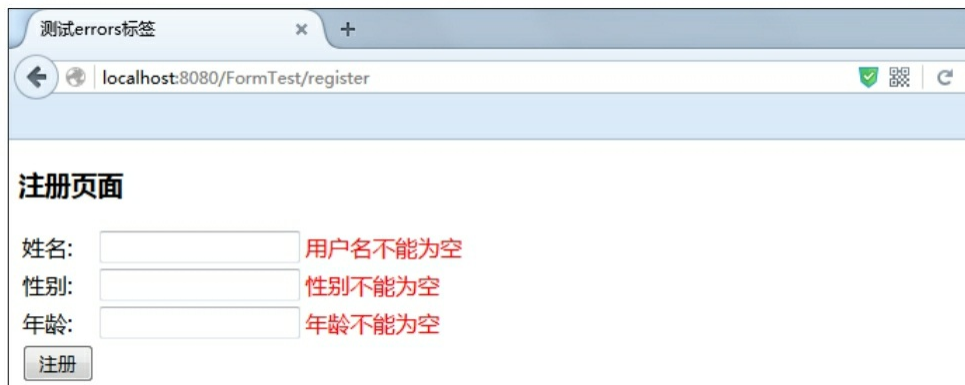 测试errors标签
localhost:8080/FormTest/register
注册页面
姓名: 用户名不能为空
性别: 性别不能为空
年龄: 年龄不能为空
注册